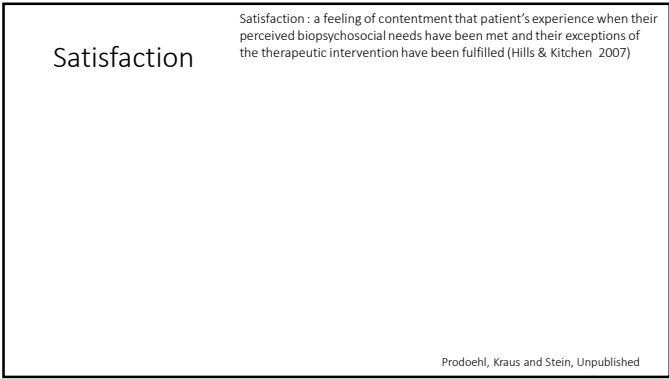 Satisfaction
Satisfaction : a feeling of contentment that patient's experience when their
perceived biopsychosocial needs have been met and their exceptions of
the therapeutic intervention have been fulfilled (Hills & Kitchen 2007)
Prodoehl, Kraus and Stein, Unpublished